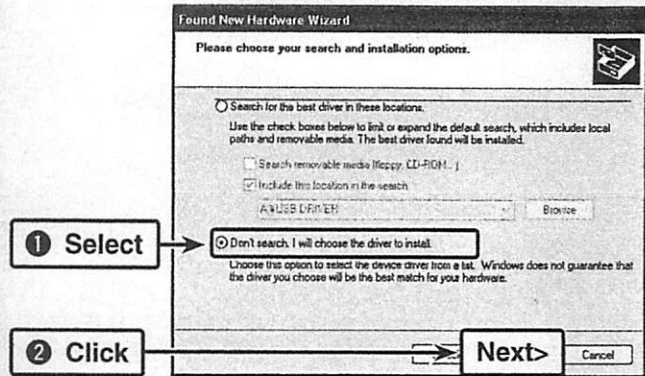 Found New Hardware Wizard
Please choose your search and installation options.
Search for the best driver in these locations.
Use the check boxes below to limit or expand the default search, which includes local
paths and removable media. The best driver found will be installed.
Search removable media (floppy, CD-ROM...)
Include this location in the search:
A:¥USB DRIVER
Browse
❶ Select
Don't search. I will choose the driver to install.
Choose this option to select the device driver from a list. Windows does not guarantee that
the driver you choose will be the best match for your hardware.
❷ Click
Next>
Cancel